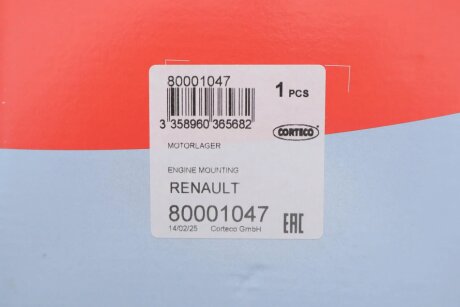 80001047
1 PCS
3 358960 365682
CORTECO
MOTORLAGER
ENGINE MOUNTING
RENAULT
80001047
EAC
14/02/25 Corteco GmbH